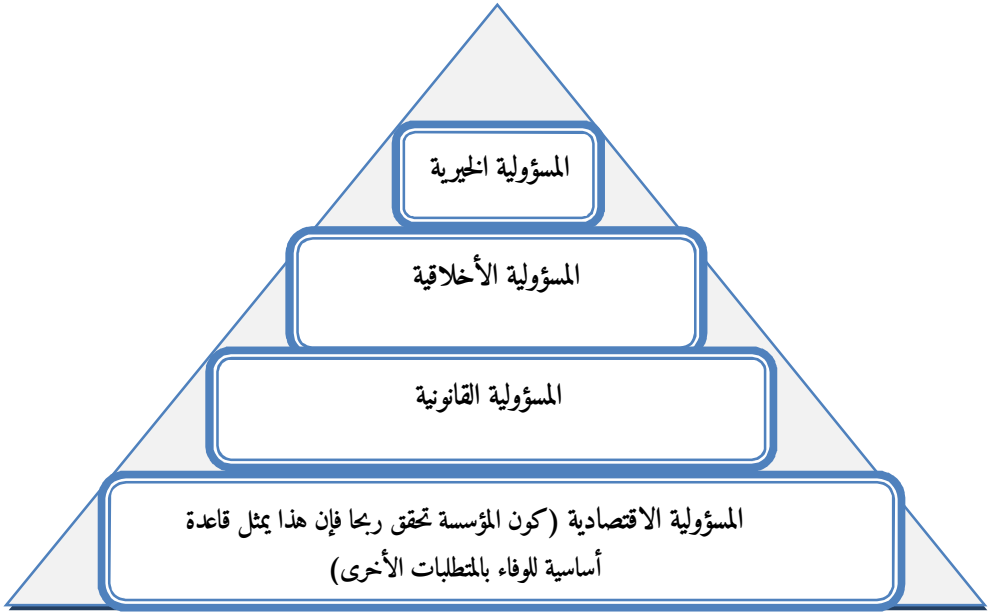 المسؤولية الخيرية
المسؤولية الأخلاقية
المسؤولية القانونية
المسؤولية الاقتصادية (كون المؤسسة تحقق ربحا فإن هذا يمثل قاعدة
أساسية للوفاء بالمتطلبات الأخرى)